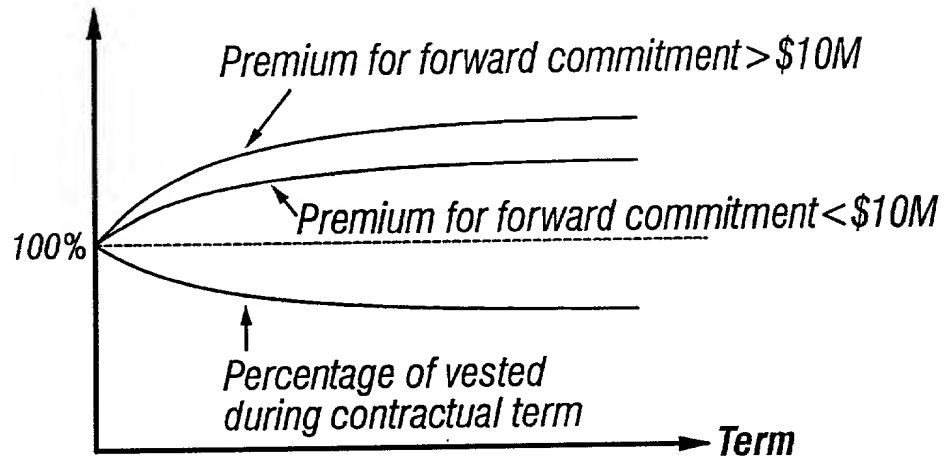 Premium for forward commitment > $10M
Premium for forward commitment < $10M
100%
Percentage of vested
during contractual term
Term